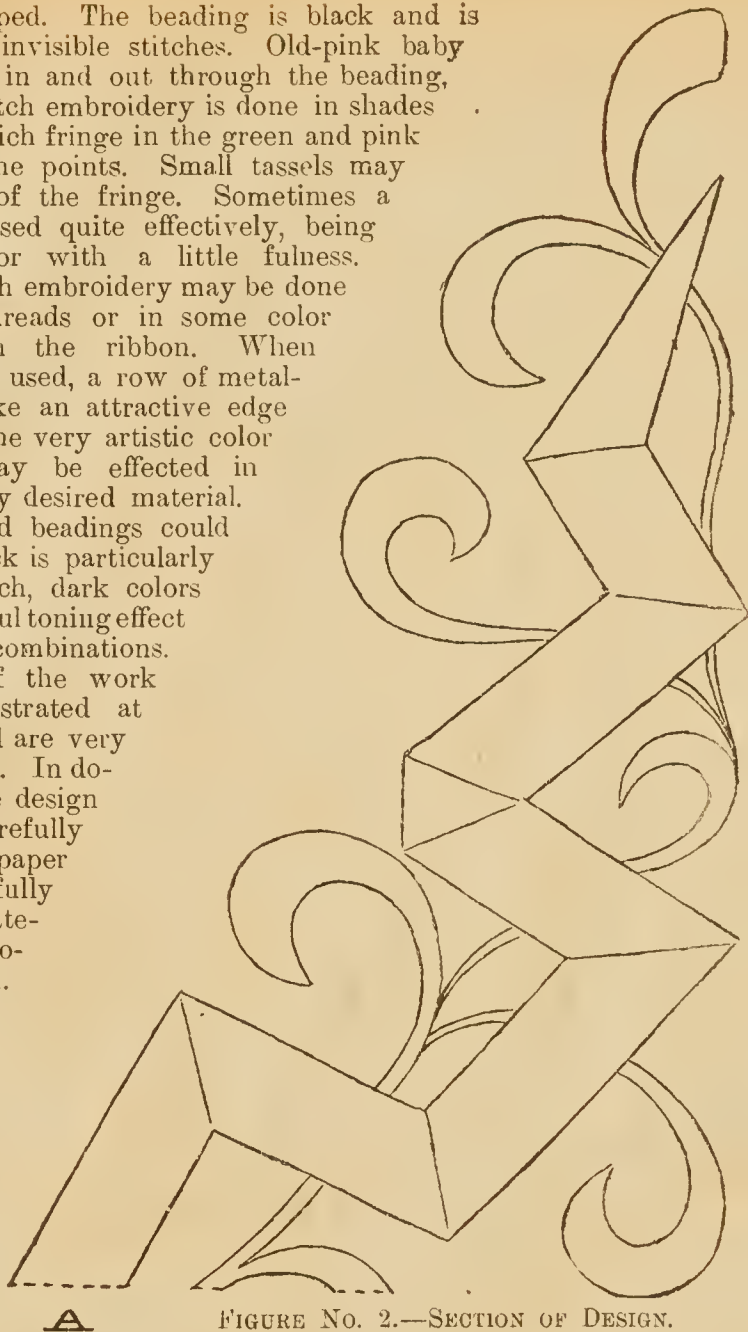 ped. The beading is black and is
invisible stitches. Old-pink baby
in and out through the beading,
tch embroidery is done in shades
ich fringe in the green and pink
he points. Small tassels may
of the fringe. Sometimes a
sed quite effectively, being
or with a little fulness.
h embroidery may be done
reads or in some color
n the ribbon. When
used, a row of metal-
ke an attractive edge
ne very artistic color
ay be effected in
y desired material.
d beadings could
ck is particularly
ch, dark colors
ul toning effect
combinations.
f the work
strated at
d are very
. In do-
e design
refully
paper
fully
te-
o-
.
A
FIGURE NO. 2.—SECTION OF DESIGN.